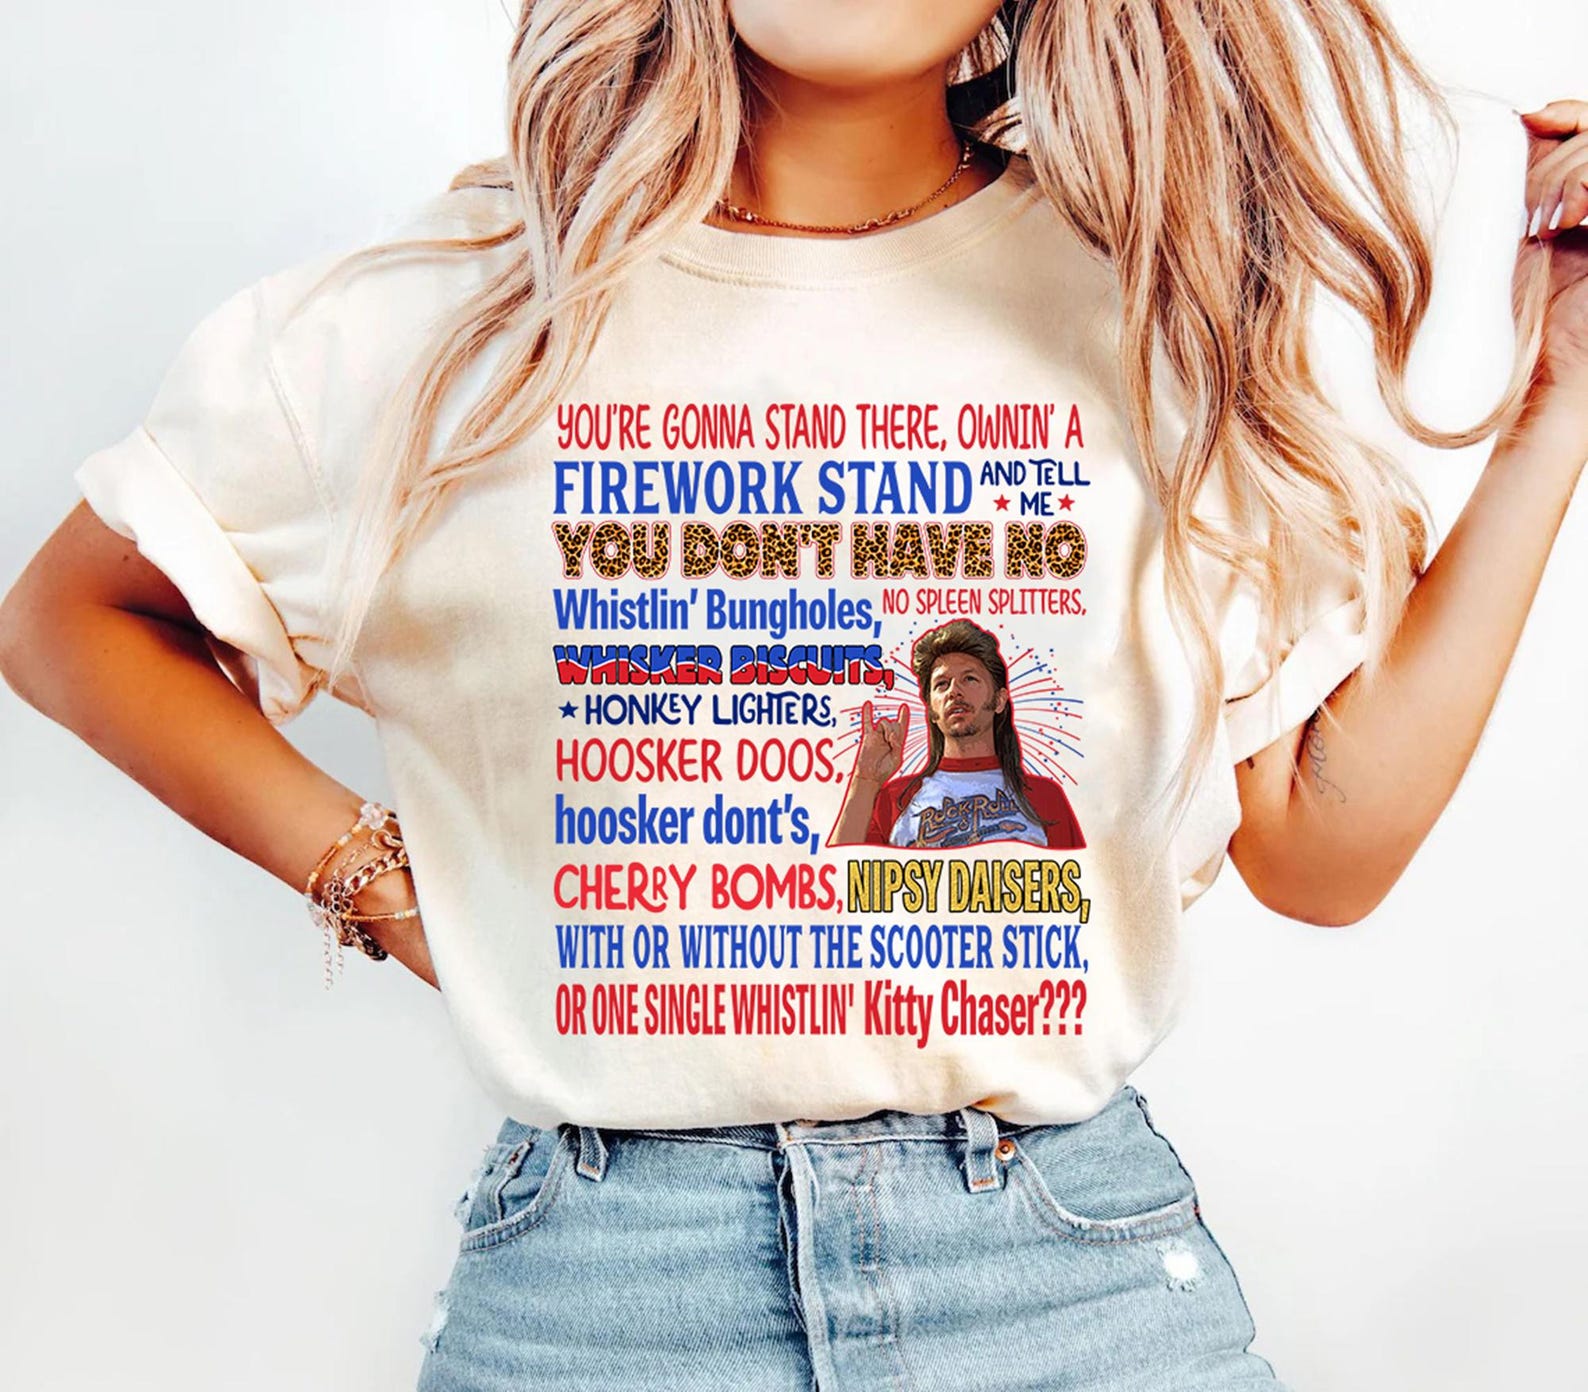 YOU'RE GONNA STAND THERE, OWNIN' A
FIREWORK STAND AND TELL
ME
YOU DON'T HAVE NO
Whistlin' Bungholes, NO SPLEEN SPLITTERS,
WHISKER BISCUITS,
HONKEY LIGHTERS,
HOOSKER DOOS,
hoosker dont's,
ROCK & ROLL
CHERRY BOMBS, NIPSY DAISERS,
WITH OR WITHOUT THE SCOOTER STICK,
OR ONE SINGLE WHISTLIN' Kitty Chaser???